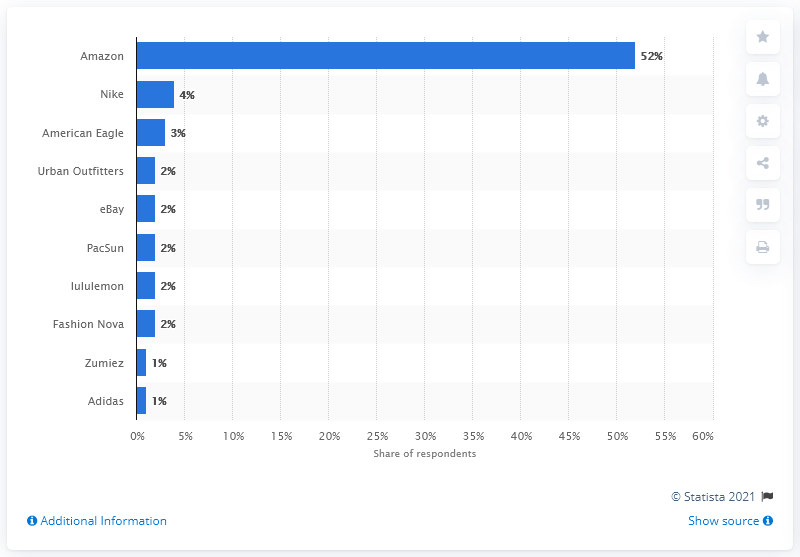 Amazon 52%
Nike 4%
American Eagle 3%
Urban Outfitters 2%
eBay 2%
PacSun 2%
lululemon 2%
Fashion Nova 2%
Zumiez 1%
Adidas 1%
0% 5% 10% 15% 20% 25% 30% 35% 40% 45% 50% 55% 60%
Share of respondents
© Statista 2021
Additional Information Show source